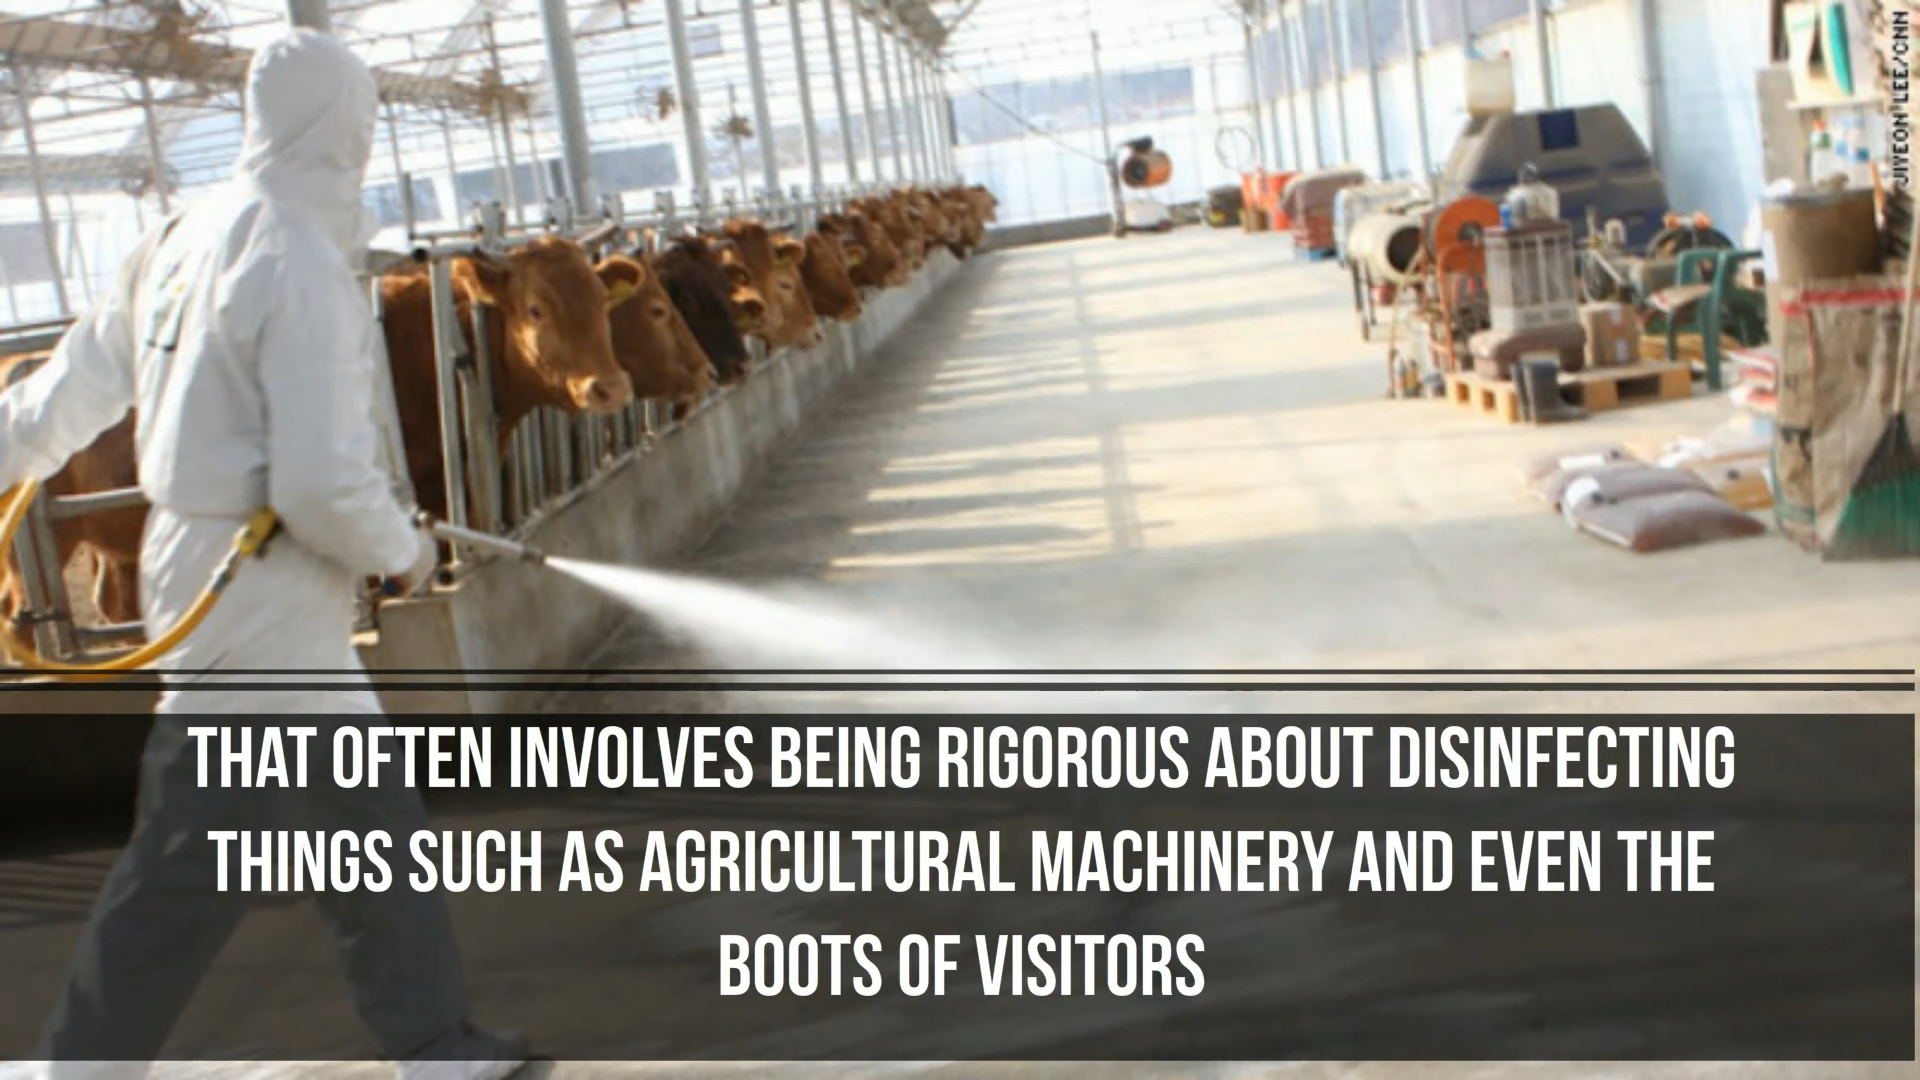 JIYEON LEE/CNN
THAT OFTEN INVOLVES BEING RIGOROUS ABOUT DISINFECTING
THINGS SUCH AS AGRICULTURAL MACHINERY AND EVEN THE
BOOTS OF VISITORS